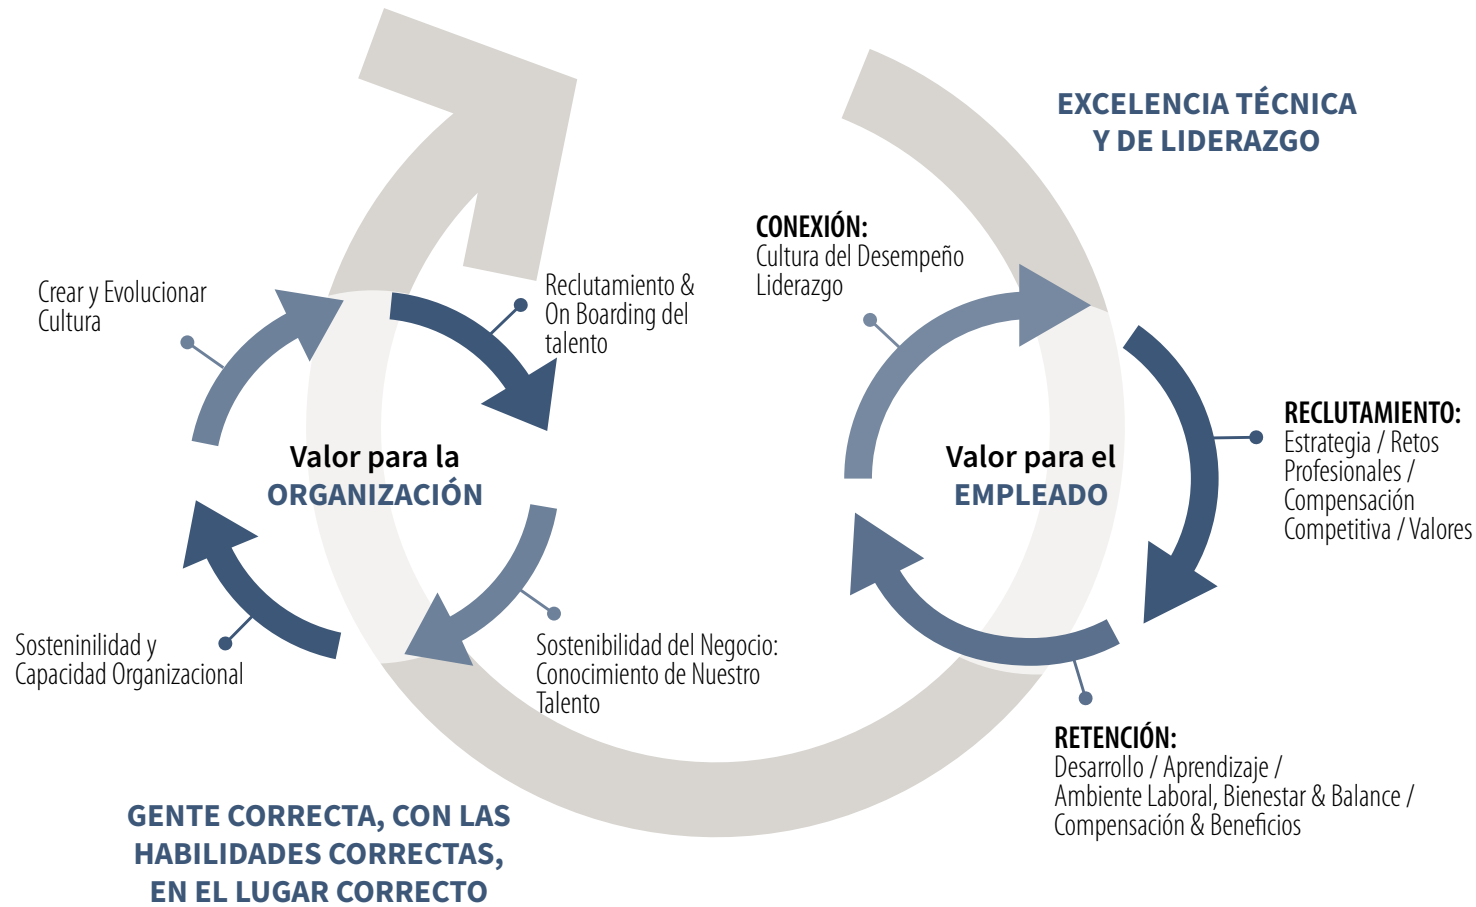 EXCELENCIA TÉCNICA
Y DE LIDERAZGO
CONEXIÓN:
Cultura del Desempeño
Liderazgo
Crear y Evolucionar
Cultura
Reclutamiento &
On Boarding del
talento
RECLUTAMIENTO:
Estrategia / Retos
Profesionales /
Compensación
Competitiva / Valores
Valor para la
ORGANIZACIÓN
Valor para el
EMPLEADO
Sosteninilidad y
Capacidad Organizacional
Sostenibilidad del Negocio:
Conocimiento de Nuestro
Talento
RETENCIÓN:
Desarrollo / Aprendizaje /
Ambiente Laboral, Bienestar & Balance /
Compensación & Beneficios
GENTE CORRECTA, CON LAS
HABILIDADES CORRECTAS,
EN EL LUGAR CORRECTO